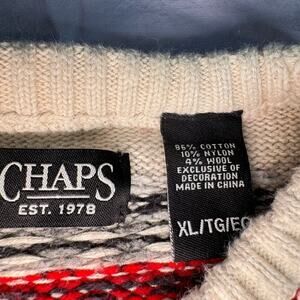 CHAPS
EST. 1978
86% COTTON
10% NYLON
4% WOOL
EXCLUSIVE OF
DECORATION
MADE IN CHINA
XL/TG/EG